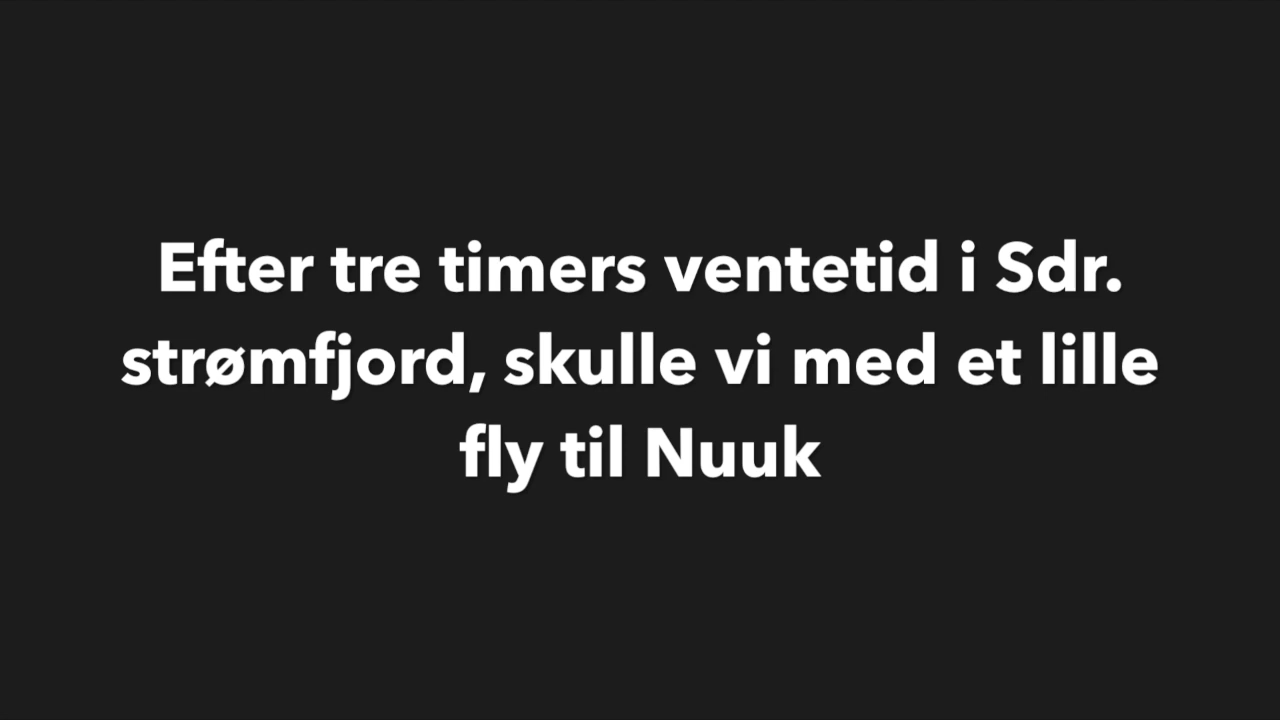 Efter tre timers ventetid i Sdr.
strømfjord, skulle vi med et lille
fly til Nuuk